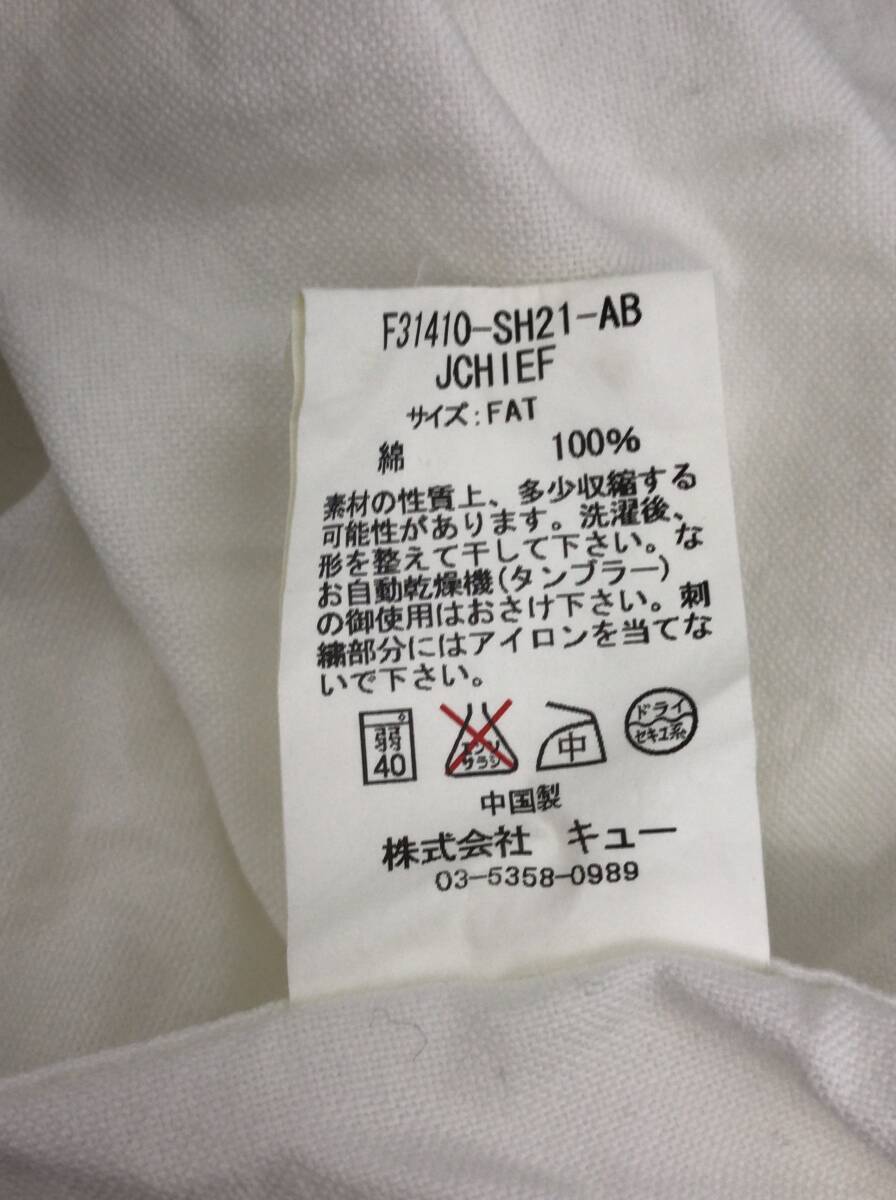 F31410-SH21-AB
JCHIEF
サイズ:FAT
綿 100%
素材の性質上、多少収縮する
可能性があります。洗濯後、
形を整えて干して下さい。な
お自動乾燥機(タンブラー)
の御使用はおさけ下さい。刺
繍部分にはアイロンを当てな
いで下さい。
弱
40
エンソ
サラシ
中
ドライ
セキユ系
中国製
株式会社 キュー
03-5358-0989